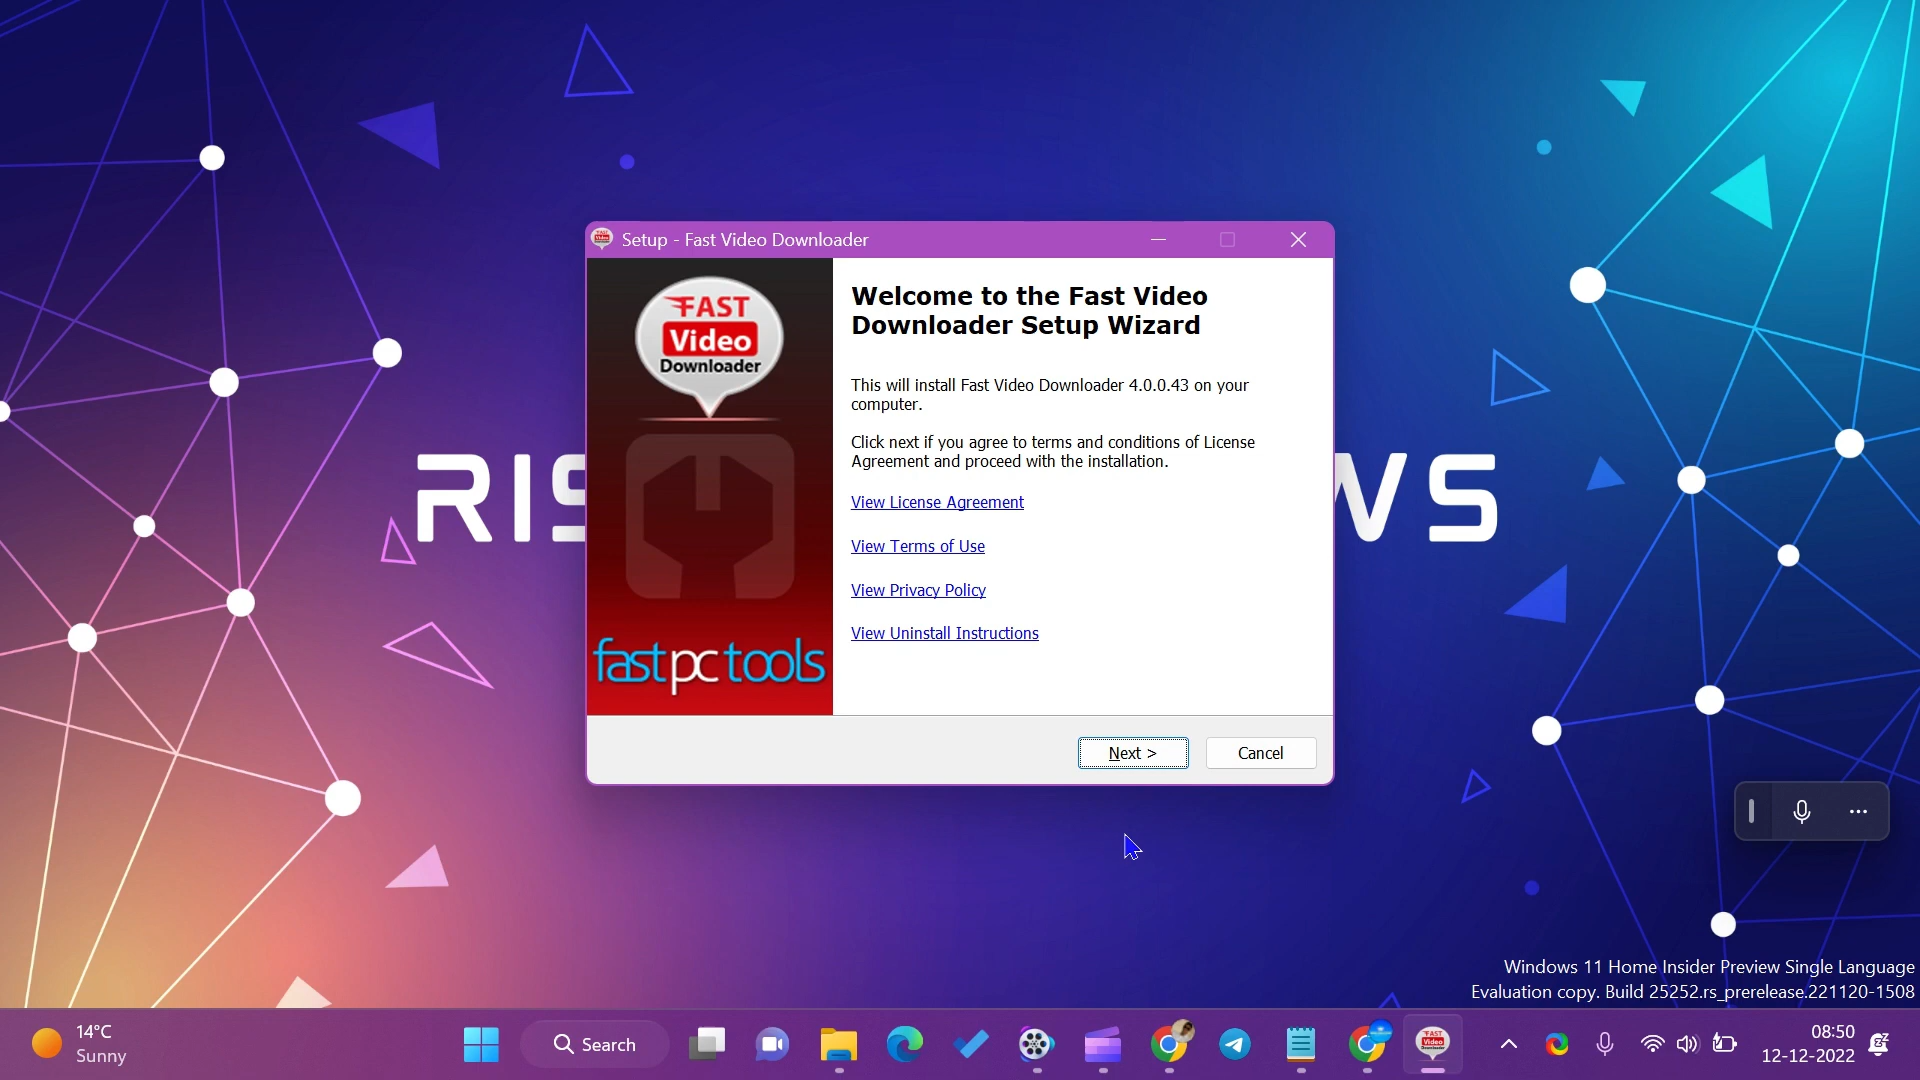 Setup - Fast Video Downloader
FAST
Video
Downloader
fastpctools
Welcome to the Fast Video
Downloader Setup Wizard
This will install Fast Video Downloader 4.0.0.43 on your
computer.
Click next if you agree to terms and conditions of License
Agreement and proceed with the installation.
View License Agreement
View Terms of Use
View Privacy Policy
View Uninstall Instructions
Next >
Cancel
Windows 11 Home Insider Preview Single Language
Evaluation copy. Build 25252.rs_prerelease.221120-1508
14°C
Sunny
Search
08:50
12-12-2022